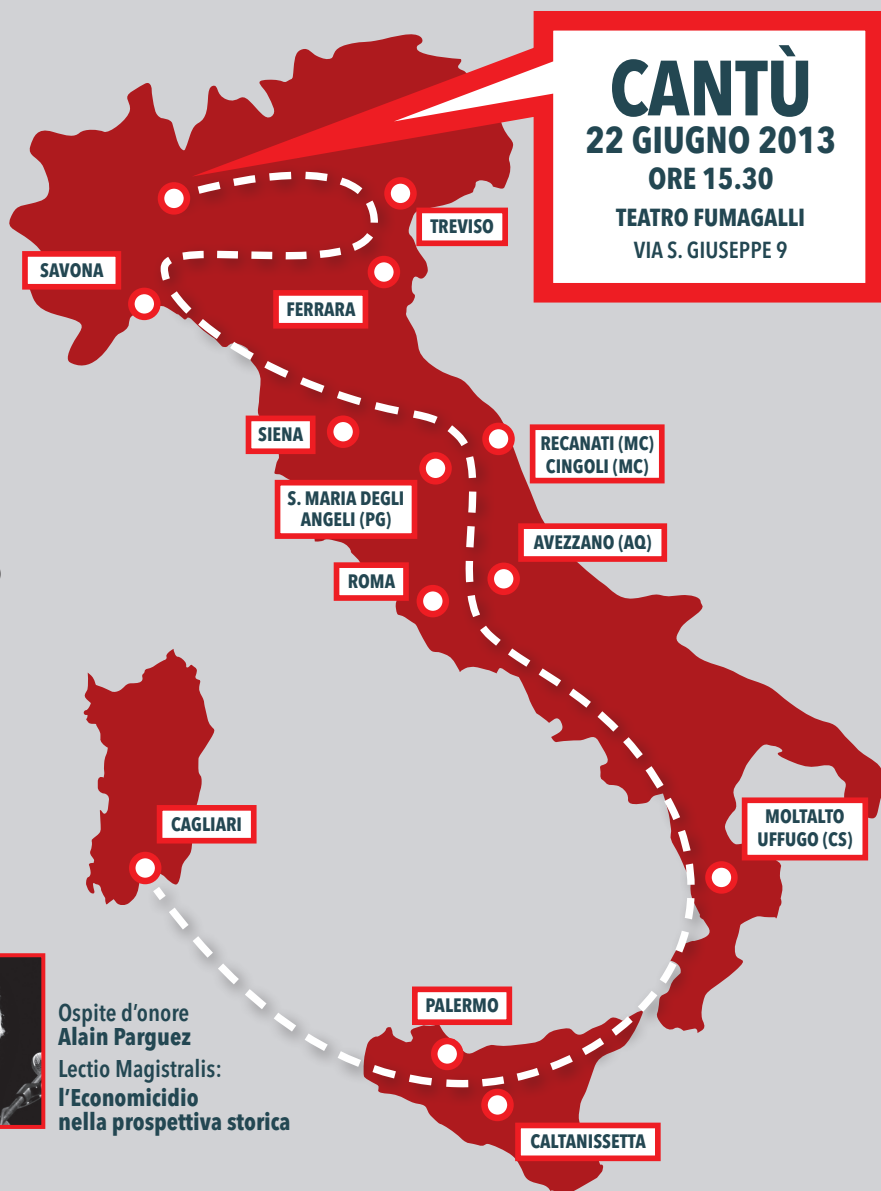 CANTÙ
22 GIUGNO 2013
ORE 15.30
TEATRO FUMAGALLI
VIA S. GIUSEPPE 9
TREVISO
SAVONA
FERRARA
SIENA
RECANATI (MC)
CINGOLI (MC)
S. MARIA DEGLI
ANGELI (PG)
AVEZZANO (AQ)
ROMA
CAGLIARI
MOLTALTO
UFFUGO (CS)
PALERMO
CALTANISSETTA
Ospite d'onore
Alain Parguez
Lectio Magistralis:
l'Economicidio
nella prospettiva storica